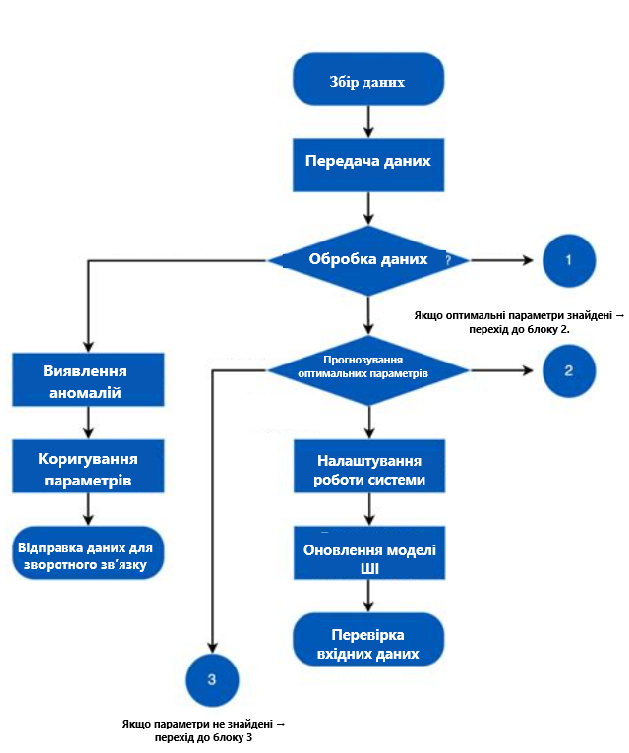 Збір даних
Передача даних
Обробка даних ?
1
Якщо оптимальні параметри знайдені →
перехід до блоку 2.
Прогнозування
оптимальних параметрів
2
Виявлення
аномалій
Коригування
параметрів
Налаштування
роботи системи
Відправка даних для
зворотного зв’язку
Оновлення моделі
ШІ
Перевірка
вхідних даних
3
Якщо параметри не знайдені →
перехід до блоку 3